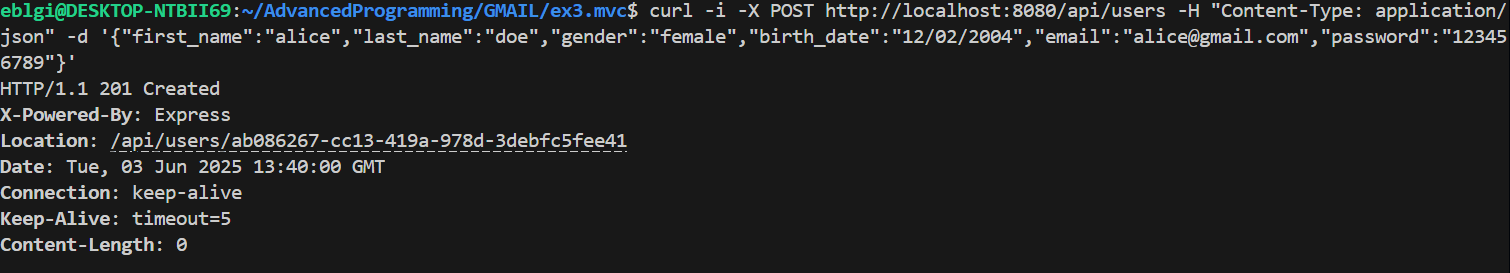 eblgi@DESKTOP-NTBII69:~/AdvancedProgramming/GMAIL/ex3.mvc$ curl -i -X POST http://localhost:8080/api/users -H "Content-Type: application/
json" -d '{"first_name":"alice","last_name":"doe","gender":"female","birth_date":"12/02/2004","email":"alice@gmail.com","password":"12345
6789"}'
HTTP/1.1 201 Created
X-Powered-By: Express
Location: /api/users/ab086267-cc13-419a-978d-3debfc5fee41
Date: Tue, 03 Jun 2025 13:40:00 GMT
Connection: keep-alive
Keep-Alive: timeout=5
Content-Length: 0